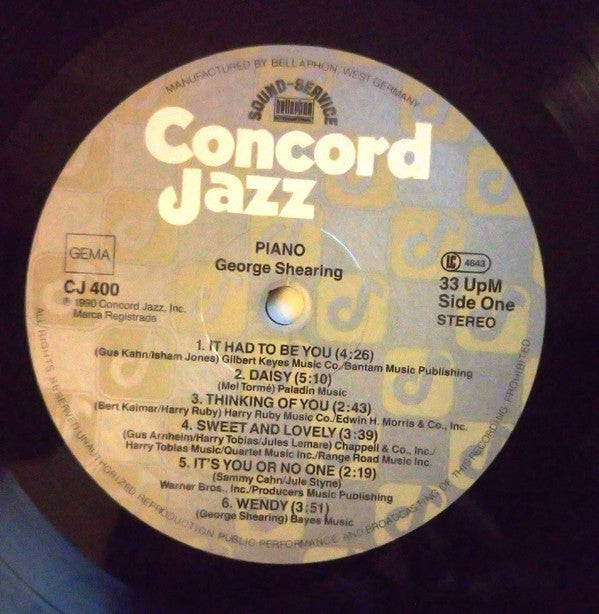 MANUFACTURED BY BELLAPHON, WEST GERMANY
SOUND-SERVICE
bellaphon
INTERNATIONAL
Concord
Jazz
PIANO
George Shearing
GEMA
LC 4643
CJ 400
℗ 1990 Concord Jazz, Inc.
Marca Registrada
33 UpM
Side One
STEREO
1. IT HAD TO BE YOU (4:26)
(Gus Kahn/Isham Jones) Gilbert Keyes Music Co./Bantam Music Publishing
2. DAISY (5:10)
(Mel Tormé) Paladin Music
3. THINKING OF YOU (2:43)
(Bert Kalmar/Harry Ruby) Harry Ruby Music Co./Edwin H. Morris & Co., Inc.
4. SWEET AND LOVELY (3:39)
(Gus Arnheim/Harry Tobias/Jules Lemare) Chappell & Co., Inc./
Harry Tobias Music/Quartet Music Inc./Range Road Music Inc.
5. IT'S YOU OR NO ONE (2:19)
(Sammy Cahn/Jule Styne)
Warner Bros., Inc./Producers Music Publishing
6. WENDY (3:51)
(George Shearing) Bayes Music
ALL RIGHTS RESERVED UNAUTHORIZED REPRODUCTION PUBLIC PERFORMANCE AND BROADCASTING OF THIS RECORDING PROHIBITED